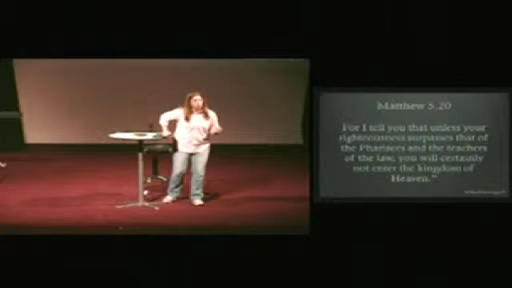 Matthew 5.20
For I tell you that unless your
righteousness surpasses that of
the Pharisees and the teachers
of the law, you will certainly
not enter the kingdom of
Heaven."